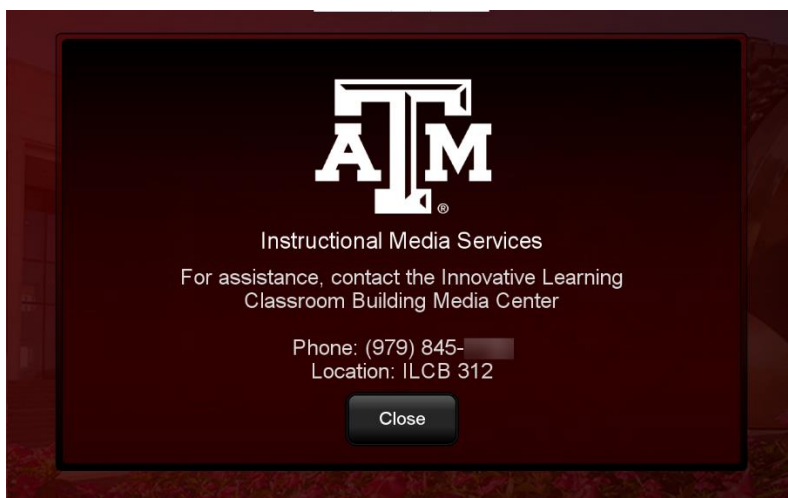 ATM
®
Instructional Media Services
For assistance, contact the Innovative Learning
Classroom Building Media Center
Phone: (979) 845-
Location: ILCB 312
Close